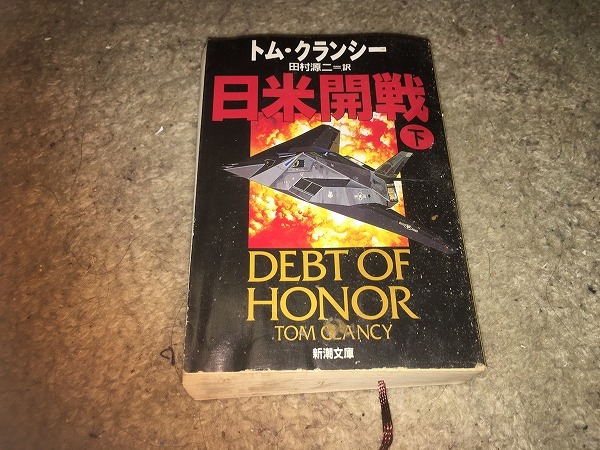 トム・クランシー
田村源二=訳
日米開戦
下
DEBT OF
HONOR
TOM CLANCY
新潮文庫